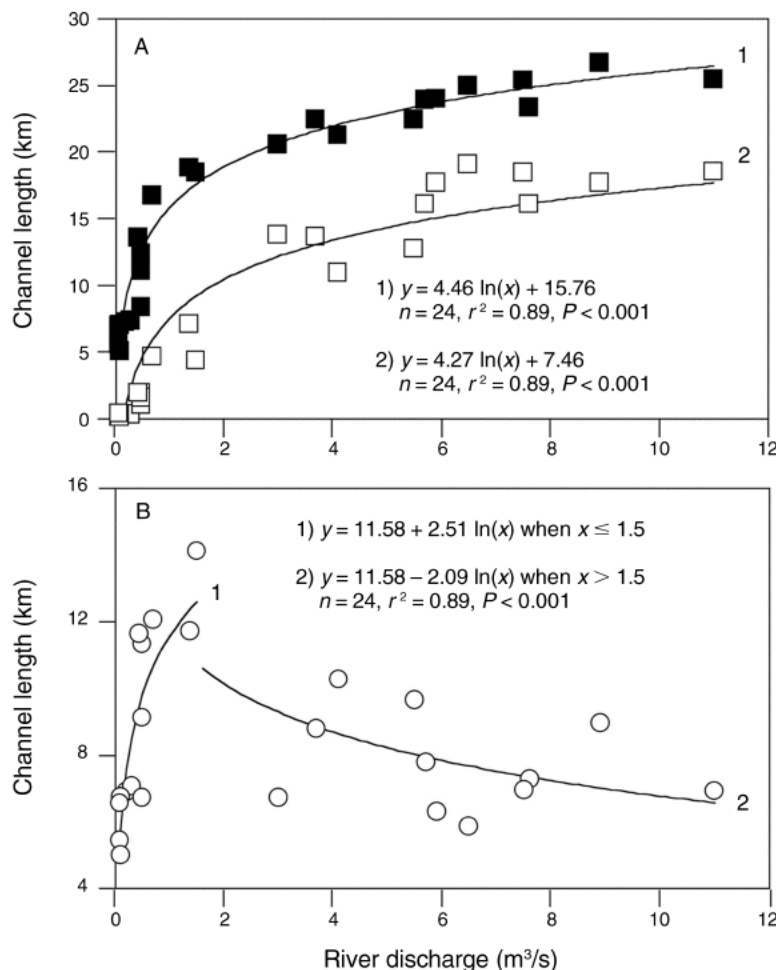 30
A
1
25
20
2
15
10
5
0
Channel length (km)
1) y = 4.46 ln(x) + 15.76
n = 24, r² = 0.89, P < 0.001
2) y = 4.27 ln(x) + 7.46
n = 24, r² = 0.89, P < 0.001
0 2 4 6 8 10 12
16
B
1) y = 11.58 + 2.51 ln(x) when x ≤ 1.5
2) y = 11.58 – 2.09 ln(x) when x > 1.5
n = 24, r² = 0.89, P < 0.001
12
1
8
2
4
Channel length (km)
0 2 4 6 8 10 12
River discharge (m³/s)